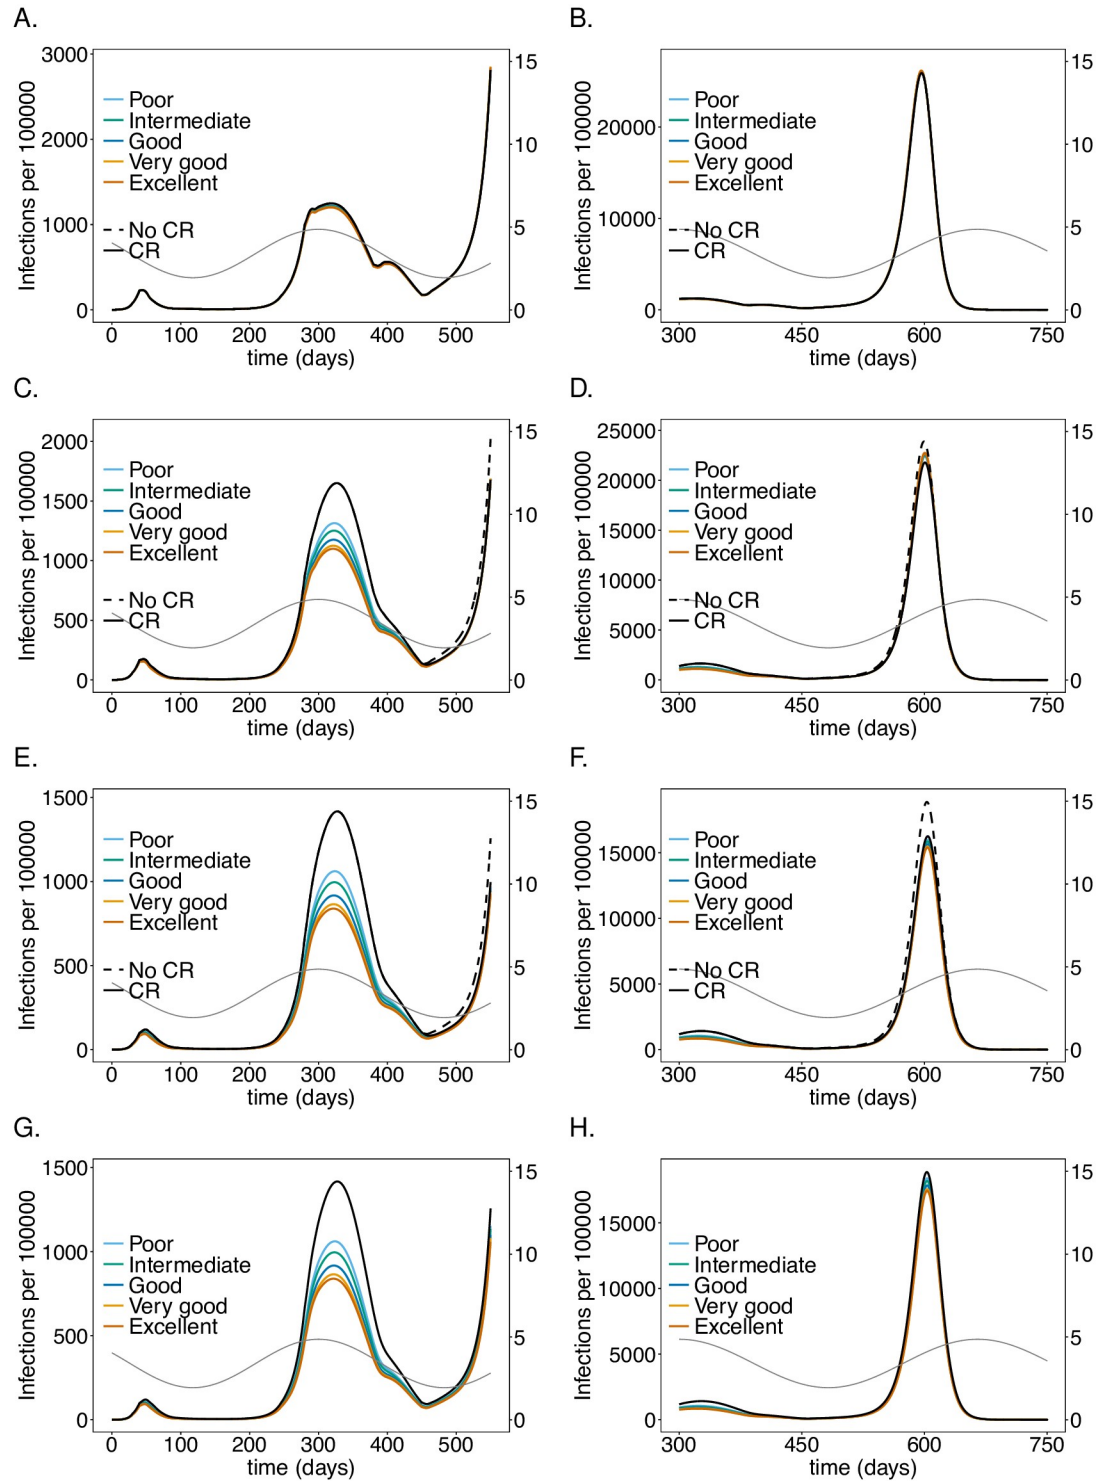 A.
Infections per 100000
3000
2000
1000
0
15
10
5
0
Poor
Intermediate
Good
Very good
Excellent
No CR
CR
0 100 200 300 400 500
time (days)
B.
Infections per 100000
20000
10000
0
15
10
5
0
Poor
Intermediate
Good
Very good
Excellent
No CR
CR
300 450 600 750
time (days)
C.
Infections per 100000
2000
1500
1000
500
0
15
10
5
0
Poor
Intermediate
Good
Very good
Excellent
No CR
CR
0 100 200 300 400 500
time (days)
D.
Infections per 100000
25000
20000
15000
10000
5000
0
15
10
5
0
Poor
Intermediate
Good
Very good
Excellent
No CR
CR
300 450 600 750
time (days)
E.
Infections per 100000
1500
1000
500
0
15
10
5
0
Poor
Intermediate
Good
Very good
Excellent
No CR
CR
0 100 200 300 400 500
time (days)
F.
Infections per 100000
15000
10000
5000
0
15
10
5
0
Poor
Intermediate
Good
Very good
Excellent
No CR
CR
300 450 600 750
time (days)
G.
Infections per 100000
1500
1000
500
0
15
10
5
0
Poor
Intermediate
Good
Very good
Excellent
0 100 200 300 400 500
time (days)
H.
Infections per 100000
15000
10000
5000
0
15
10
5
0
Poor
Intermediate
Good
Very good
Excellent
300 450 600 750
time (days)